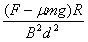 (F − μmg)R
B²d²